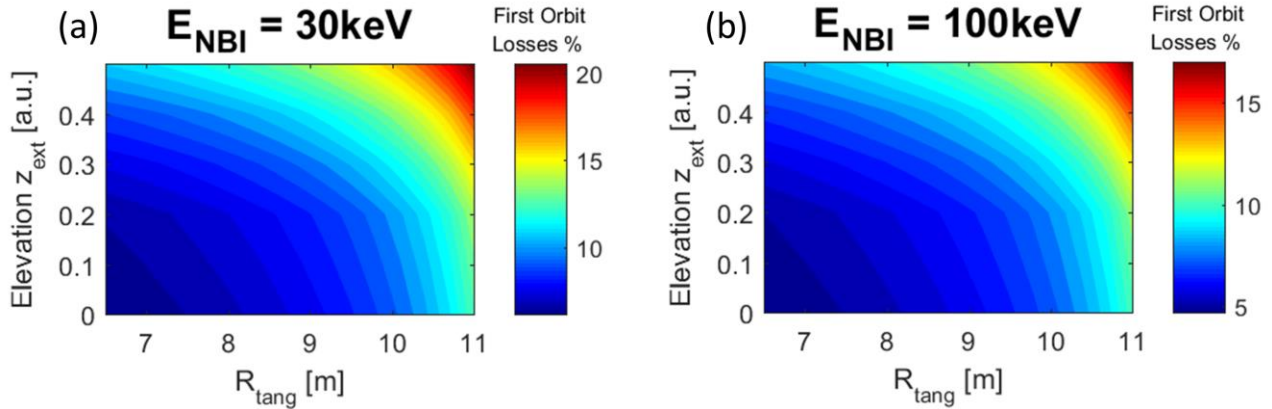 (a)
E_NBI = 30keV
First Orbit
Losses %
20
15
10
0.4
0.3
0.2
0.1
0
Elevation z_ext [a.u.]
7 8 9 10 11
R_tang [m]
(b)
E_NBI = 100keV
First Orbit
Losses %
15
10
5
0.4
0.3
0.2
0.1
0
Elevation z_ext [a.u.]
7 8 9 10 11
R_tang [m]